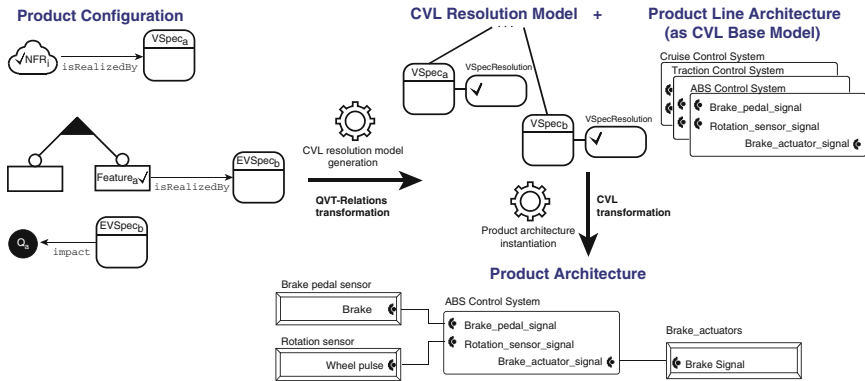 Product Configuration
NFRi
isRealizedBy
VSpeca
Featurea
isRealizedBy
EVSpecb
Qa
impact
EVSpecb
CVL resolution model
generation
QVT-Relations
transformation
CVL Resolution Model +
...
VSpeca
VSpecResolution
VSpecb
VSpecResolution
Product architecture
instantiation
CVL
transformation
Product Line Architecture
(as CVL Base Model)
Cruise Control System
Traction Control System
ABS Control System
Brake_pedal_signal
Rotation_sensor_signal
Brake_actuator_signal
Product Architecture
Brake pedal sensor
Brake
Rotation sensor
Wheel pulse
ABS Control System
Brake_pedal_signal
Rotation_sensor_signal
Brake_actuator_signal
Brake_actuators
Brake Signal